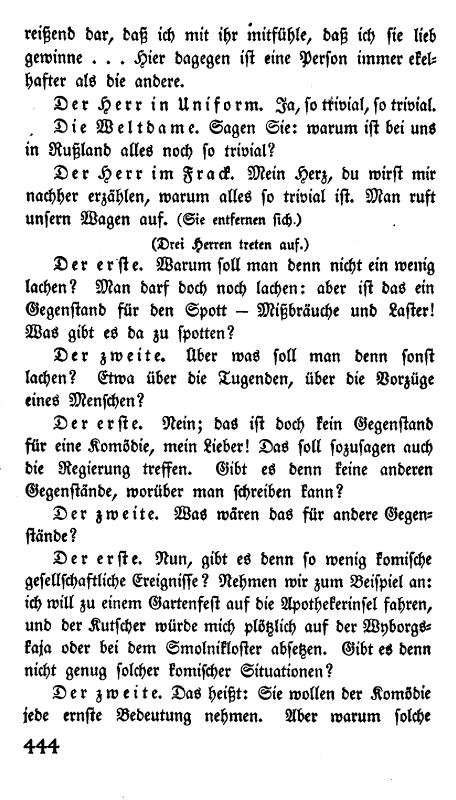 reißend dar, daß ich mit ihr mitfühle, daß ich sie lieb
gewinne . . . Hier dagegen ist eine Person immer ekel-
hafter als die andere.
Der Herr in Uniform. Ja, so trivial, so trivial.
Die Weltdame. Sagen Sie: warum ist bei uns
in Rußland alles noch so trivial?
Der Herr im Frack. Mein Herz, du wirst mir
nachher erzählen, warum alles so trivial ist. Man ruft
unsern Wagen auf. (Sie entfernen sich.)
(Drei Herren treten auf.)
Der erste. Warum soll man denn nicht ein wenig
lachen? Man darf doch noch lachen: aber ist das ein
Gegenstand für den Spott — Mißbräuche und Laster!
Was gibt es da zu spotten?
Der zweite. Aber was soll man denn sonst
lachen? Etwa über die Tugenden, über die Vorzüge
eines Menschen?
Der erste. Nein; das ist doch kein Gegenstand
für eine Komödie, mein Lieber! Das soll sozusagen auch
die Regierung treffen. Gibt es denn keine anderen
Gegenstände, worüber man schreiben kann?
Der zweite. Was wären das für andere Gegen-
stände?
Der erste. Nun, gibt es denn so wenig komische
gesellschaftliche Ereignisse? Nehmen wir zum Beispiel an:
ich will zu einem Gartenfest auf die Apothekerinsel fahren,
und der Kutscher würde mich plötzlich auf der Wyborgs-
kaja oder bei dem Smolnikloster absetzen. Gibt es denn
nicht genug solcher komischer Situationen?
Der zweite. Das heißt: Sie wollen der Komödie
jede ernste Bedeutung nehmen. Aber warum solche
444